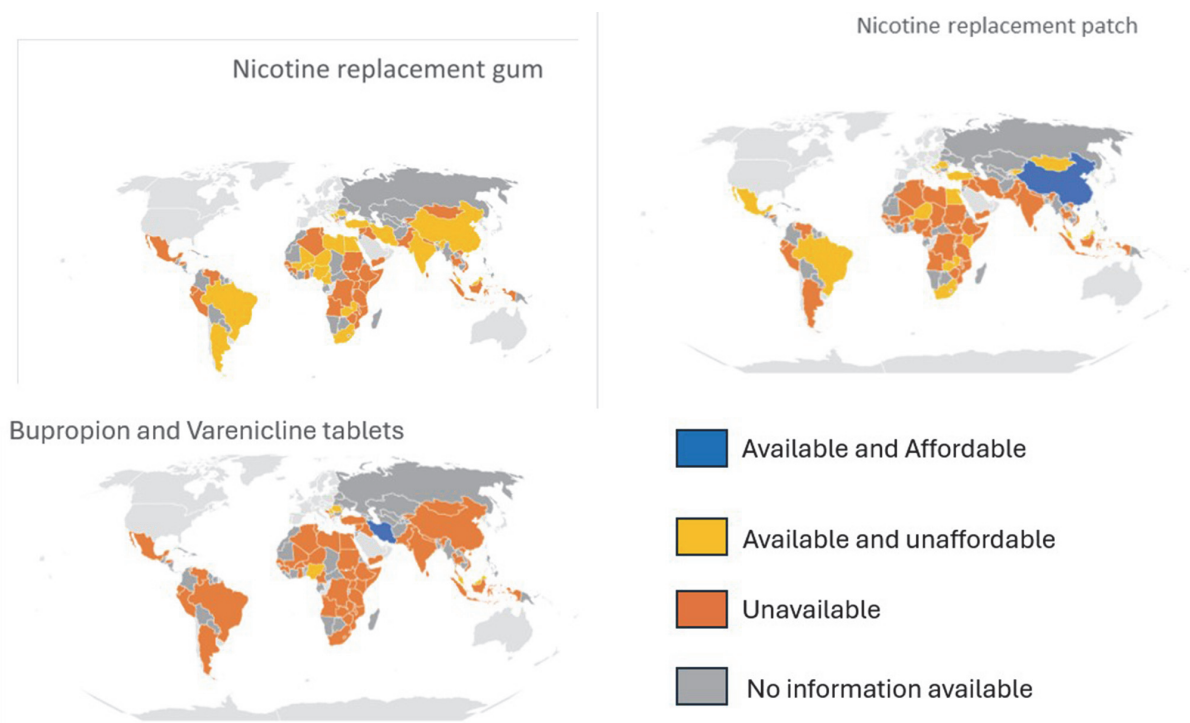 Nicotine replacement gum
Nicotine replacement patch
Bupropion and Varenicline tablets
Available and Affordable
Available and unaffordable
Unavailable
No information available